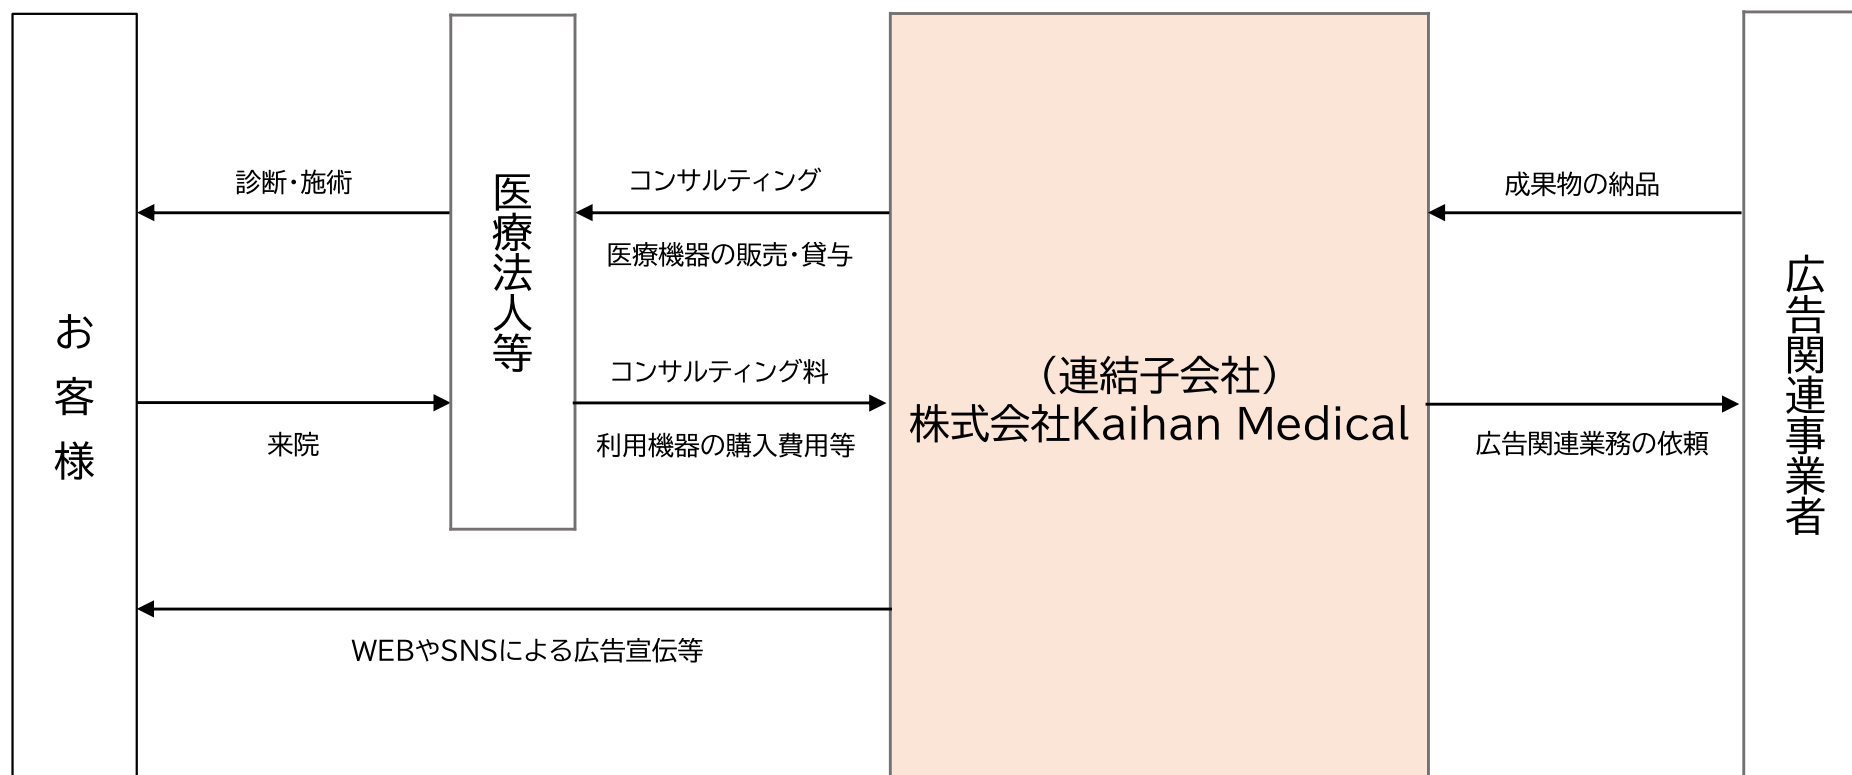 お客様
診断・施術
来院
医療法人等
コンサルティング
医療機器の販売・貸与
コンサルティング料
利用機器の購入費用等
WEBやSNSによる広告宣伝等
（連結子会社）
株式会社Kaihan Medical
成果物の納品
広告関連業務の依頼
広告関連事業者